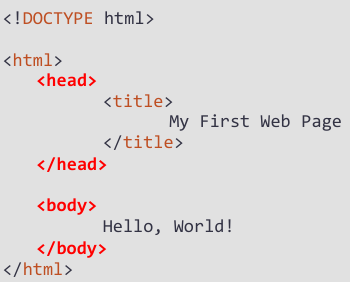 <!DOCTYPE html>
<html>
<head>
<title>
My First Web Page
</title>
</head>
<body>
Hello, World!
</body>
</html>